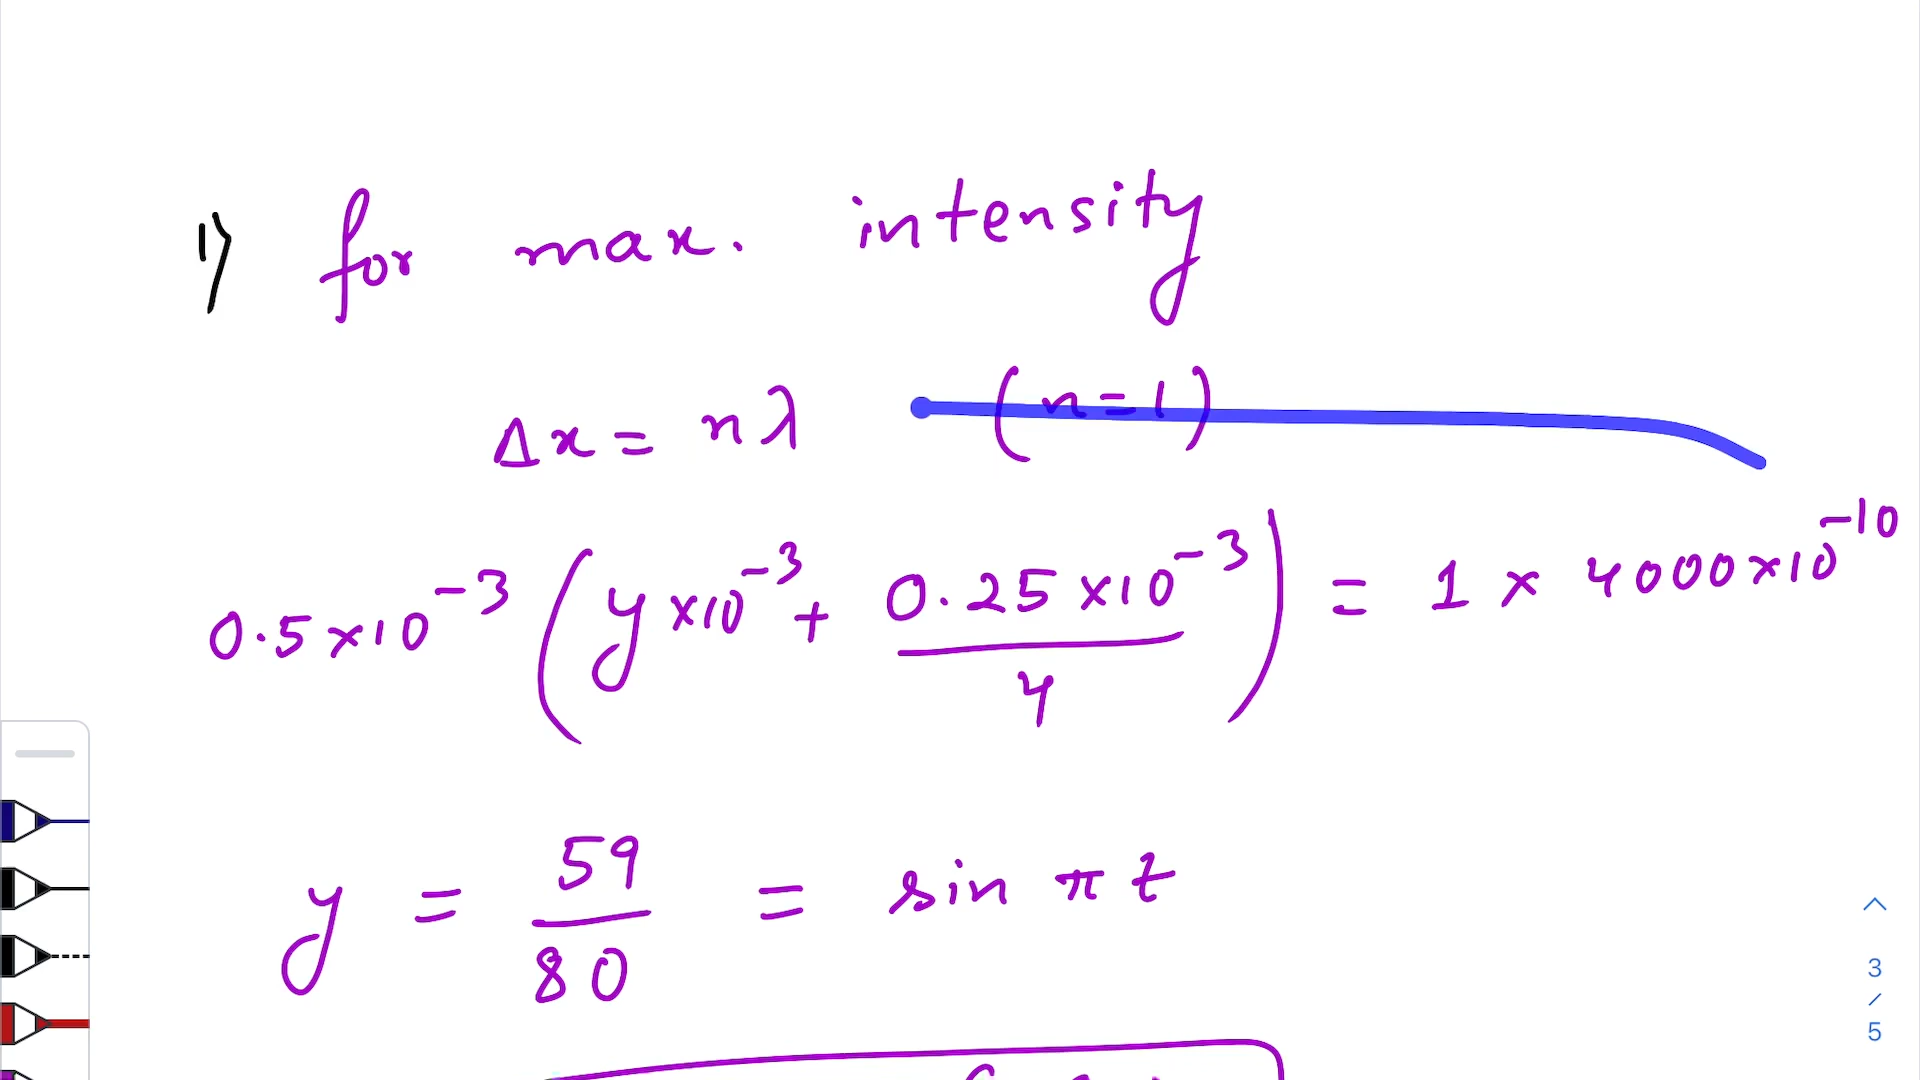 1) for max. intensity
Δx = nλ (n=1)
0.5×10⁻³ (y×10⁻³ + 0.25×10⁻³/4) = 1 × 4000×10⁻¹⁰
y = 59/80 = sin πt
3
/
5